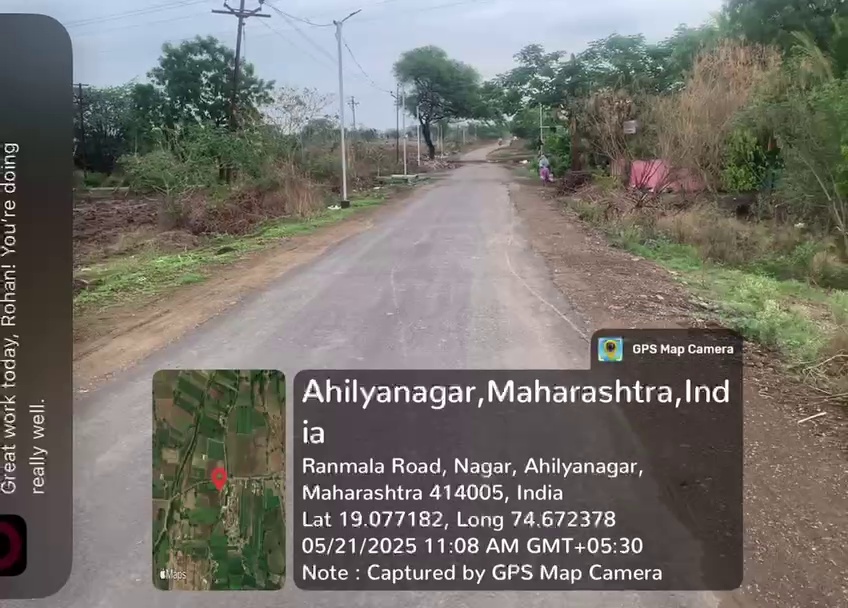 Great work today, Rohan! You're doing
really well.
GPS Map Camera
Ahilyanagar,Maharashtra,Ind
ia
Ranmala Road, Nagar, Ahilyanagar,
Maharashtra 414005, India
Lat 19.077182, Long 74.672378
05/21/2025 11:08 AM GMT+05:30
Note : Captured by GPS Map Camera
Maps